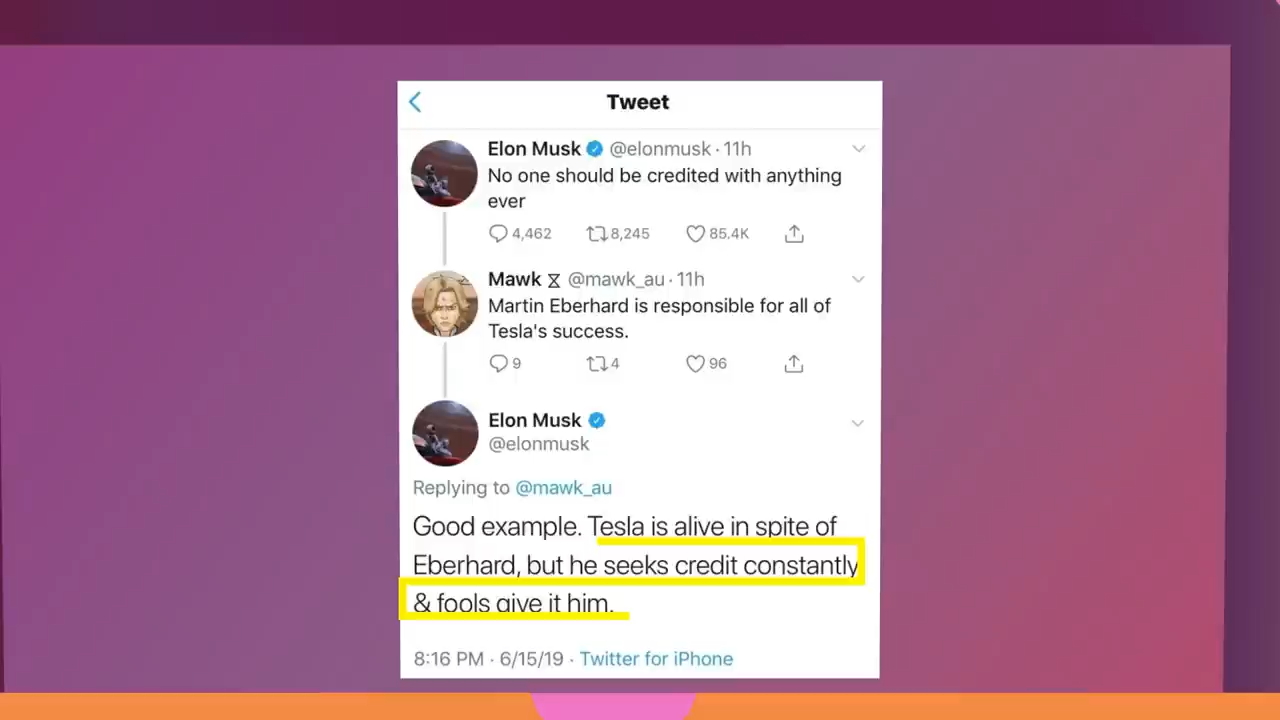 Tweet
Elon Musk @elonmusk · 11h
No one should be credited with anything
ever
4,462 8,245 85.4K
Mawk @mawk_au · 11h
Martin Eberhard is responsible for all of
Tesla's success.
9 4 96
Elon Musk
@elonmusk
Replying to @mawk_au
Good example. Tesla is alive in spite of
Eberhard, but he seeks credit constantly
& fools give it him.
8:16 PM · 6/15/19 · Twitter for iPhone